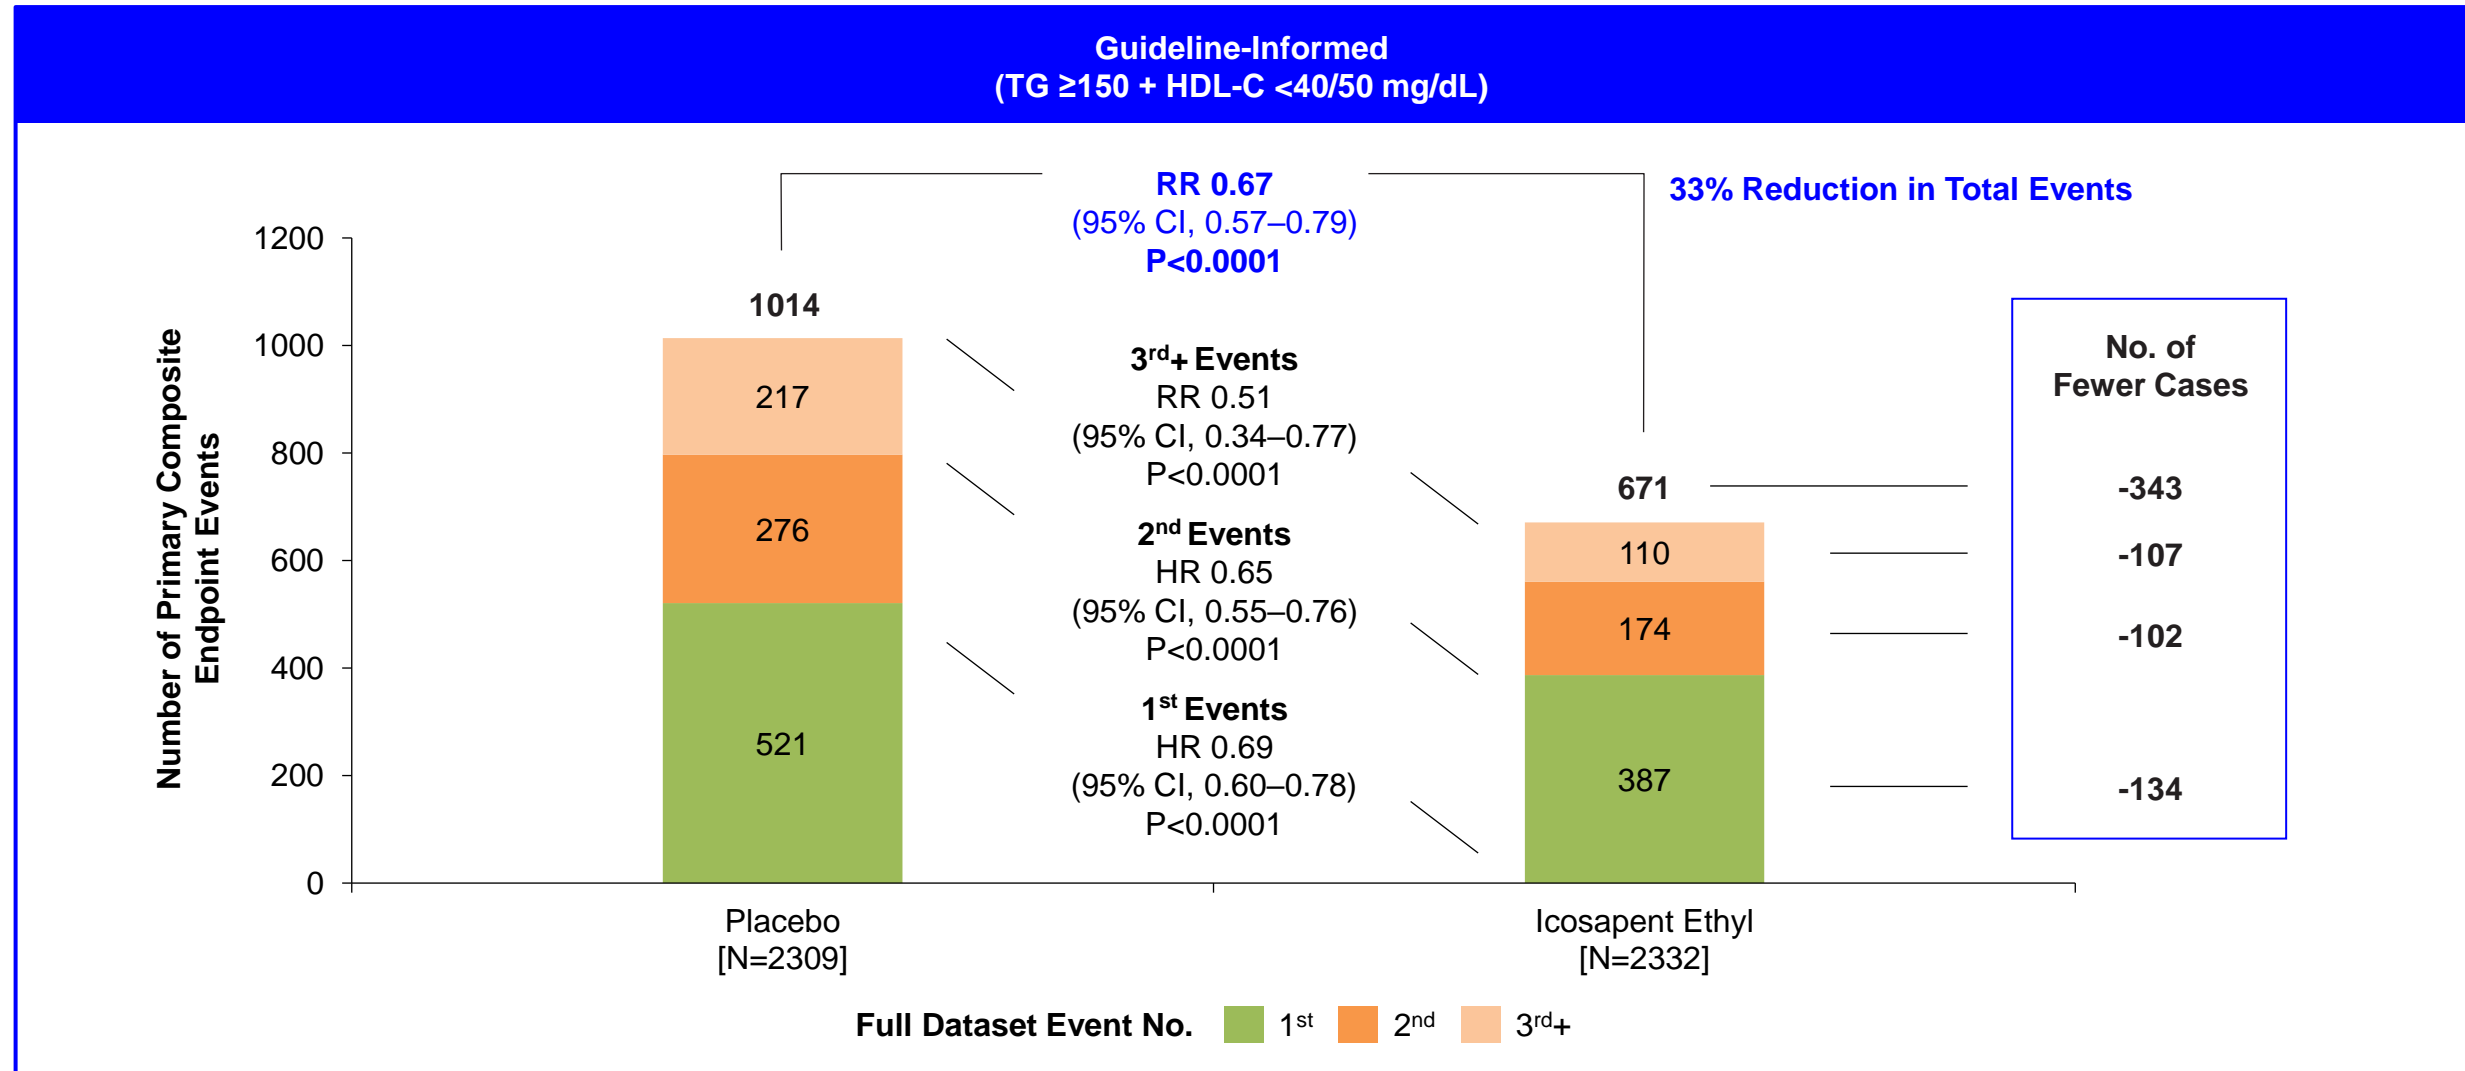 Guideline-Informed
(TG ≥150 + HDL-C <40/50 mg/dL)
RR 0.67
(95% CI, 0.57–0.79)
P<0.0001
33% Reduction in Total Events
Number of Primary Composite
Endpoint Events
1200
1000
800
600
400
200
0
1014
217
276
521
3rd+ Events
RR 0.51
(95% CI, 0.34–0.77)
P<0.0001
2nd Events
HR 0.65
(95% CI, 0.55–0.76)
P<0.0001
1st Events
HR 0.69
(95% CI, 0.60–0.78)
P<0.0001
671
110
174
387
No. of
Fewer Cases
-343
-107
-102
-134
Placebo
[N=2309]
Icosapent Ethyl
[N=2332]
Full Dataset Event No. 1st 2nd 3rd+